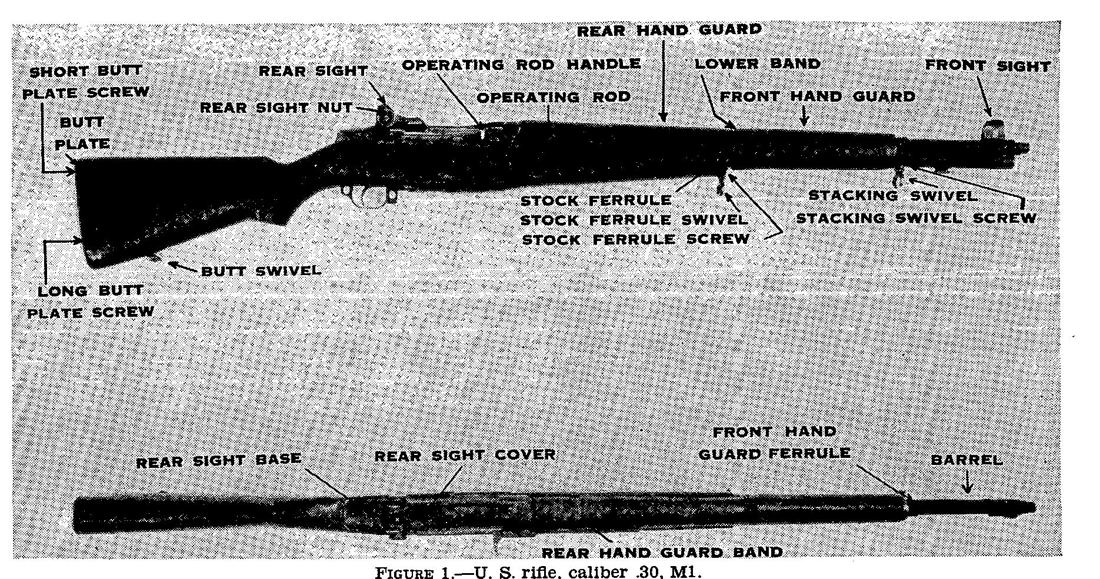 REAR HAND GUARD
SHORT BUTT
PLATE SCREW
REAR SIGHT
OPERATING ROD HANDLE
LOWER BAND
FRONT SIGHT
REAR SIGHT NUT
OPERATING ROD
FRONT HAND GUARD
BUTT
PLATE
STOCK FERRULE
STOCK FERRULE SWIVEL
STOCK FERRULE SCREW
STACKING SWIVEL
STACKING SWIVEL SCREW
BUTT SWIVEL
LONG BUTT
PLATE SCREW
FRONT HAND
GUARD FERRULE
REAR SIGHT BASE
REAR SIGHT COVER
BARREL
REAR HAND GUARD BAND
FIGURE 1.—U. S. rifle, caliber .30, M1.